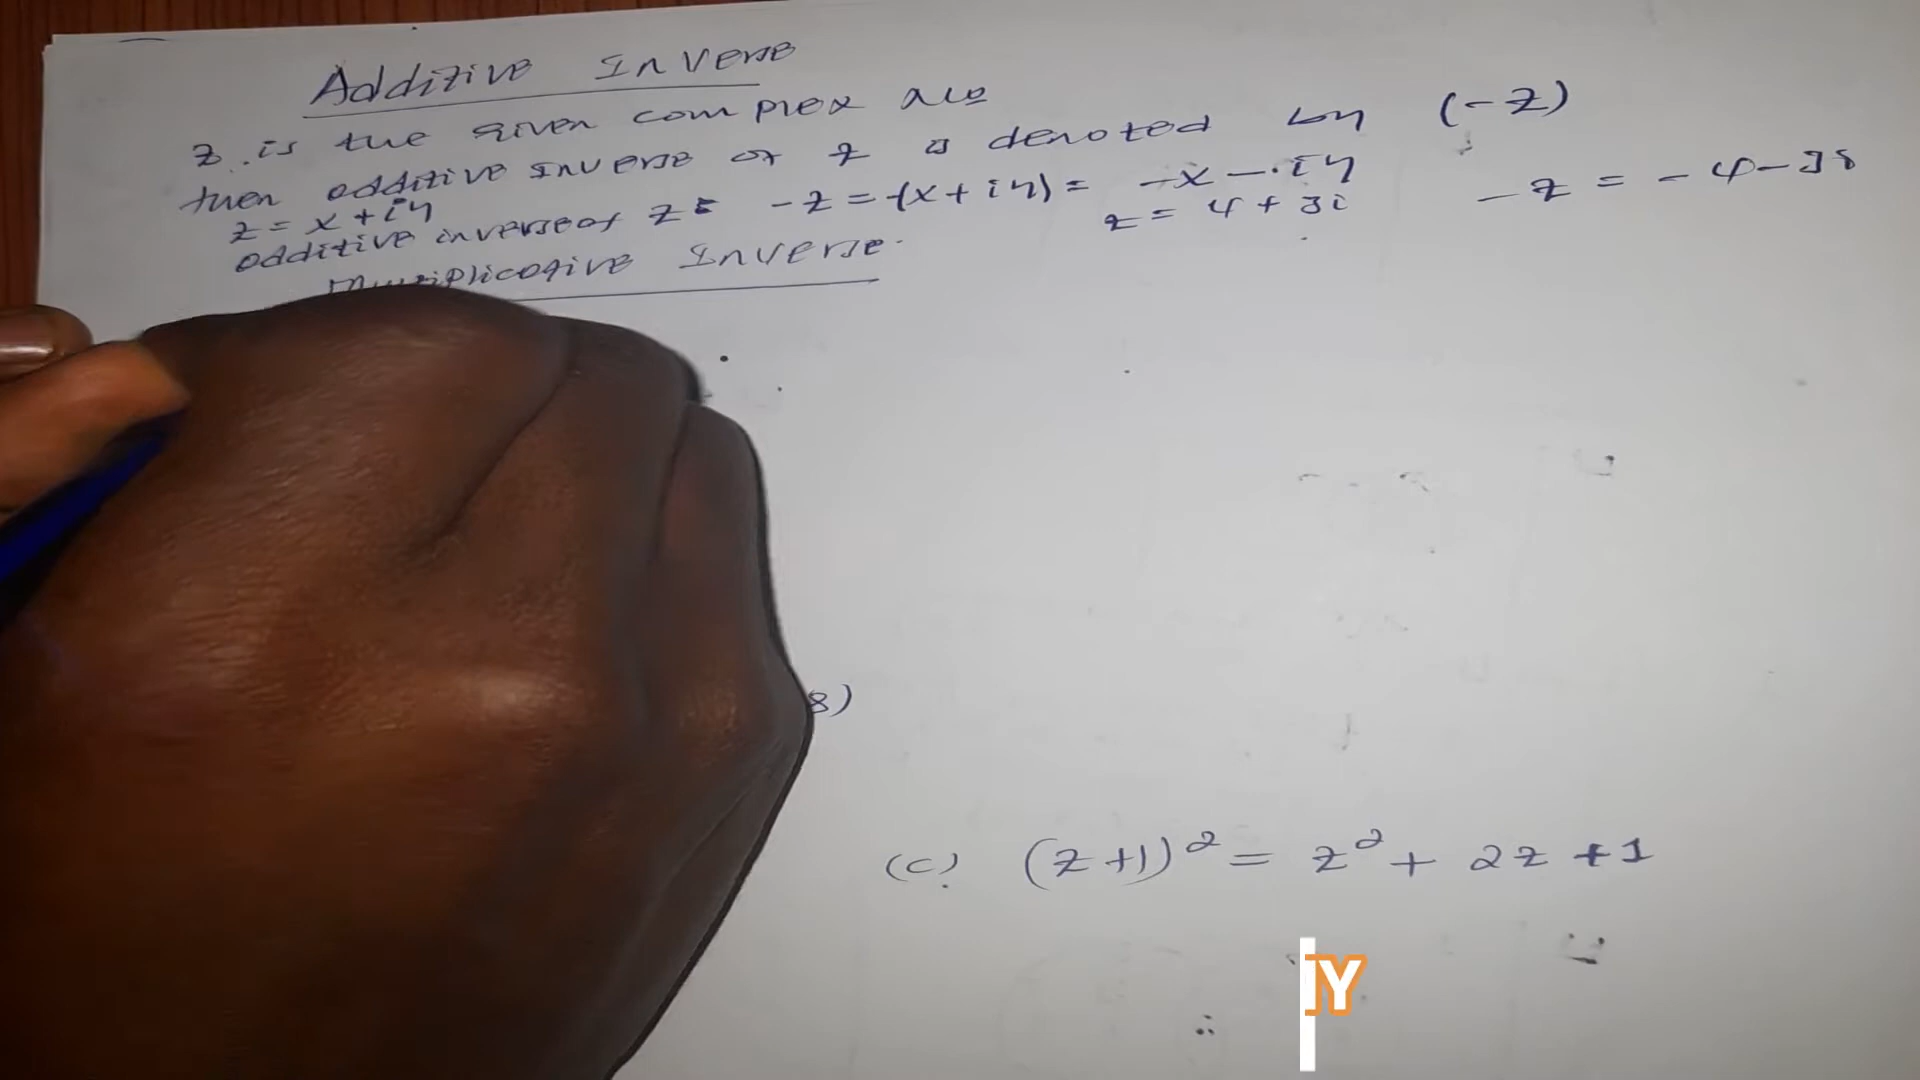 Additive Inverse
z. is the given complex
then additive inverse of z is denoted by (-z)
z = x + iy
additive inverse of z = -z = -(x + iy) = -x - iy
z = 4 + 3i
-z = -4-3i
Multiplicative Inverse.
8)
(c) (z+1)² = z² + 2z + 1
Y